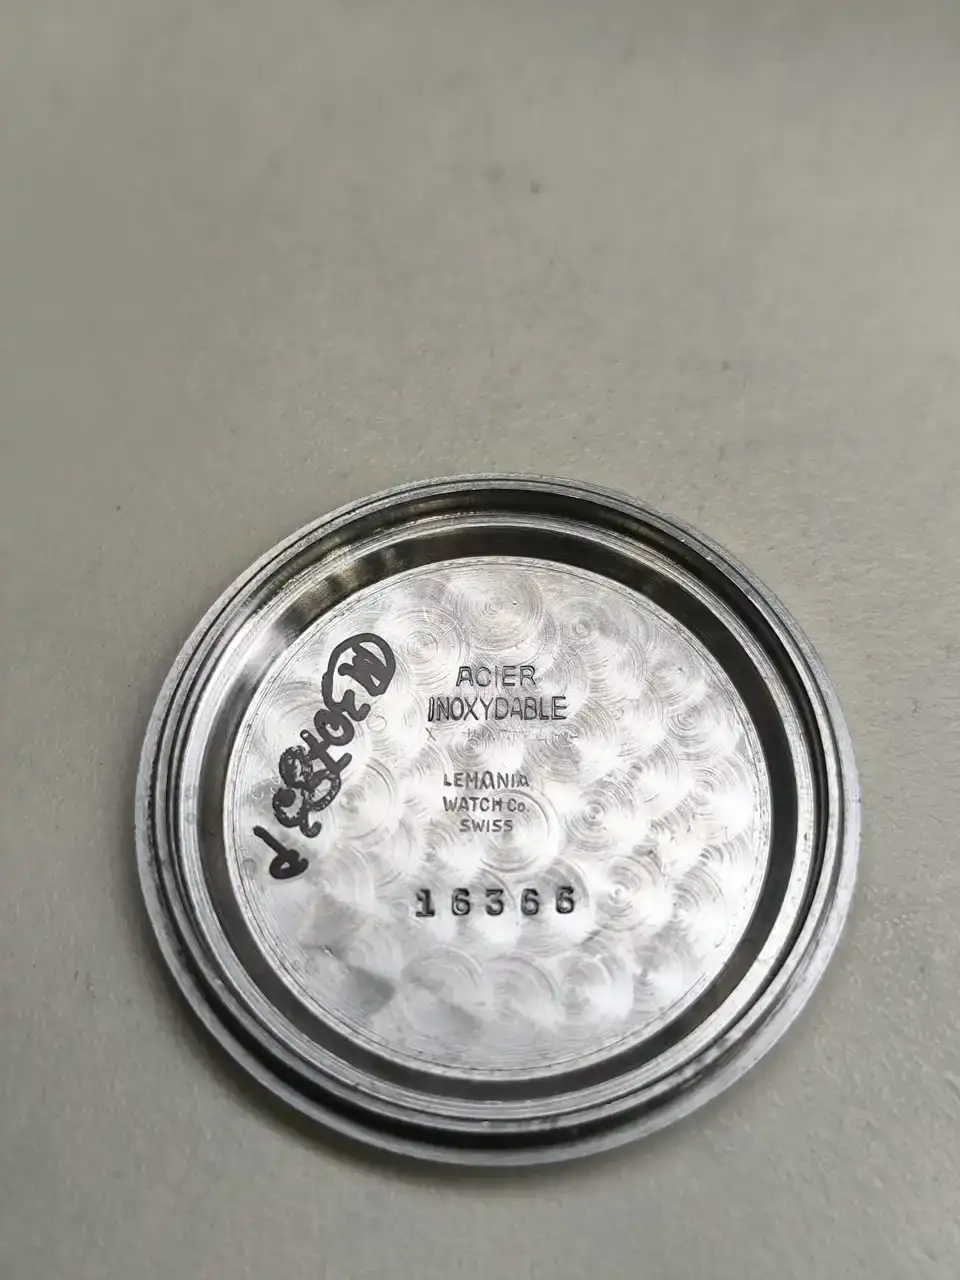 ACIER
INOXYDABLE
LEMANIA
WATCH Co.
SWISS
16366